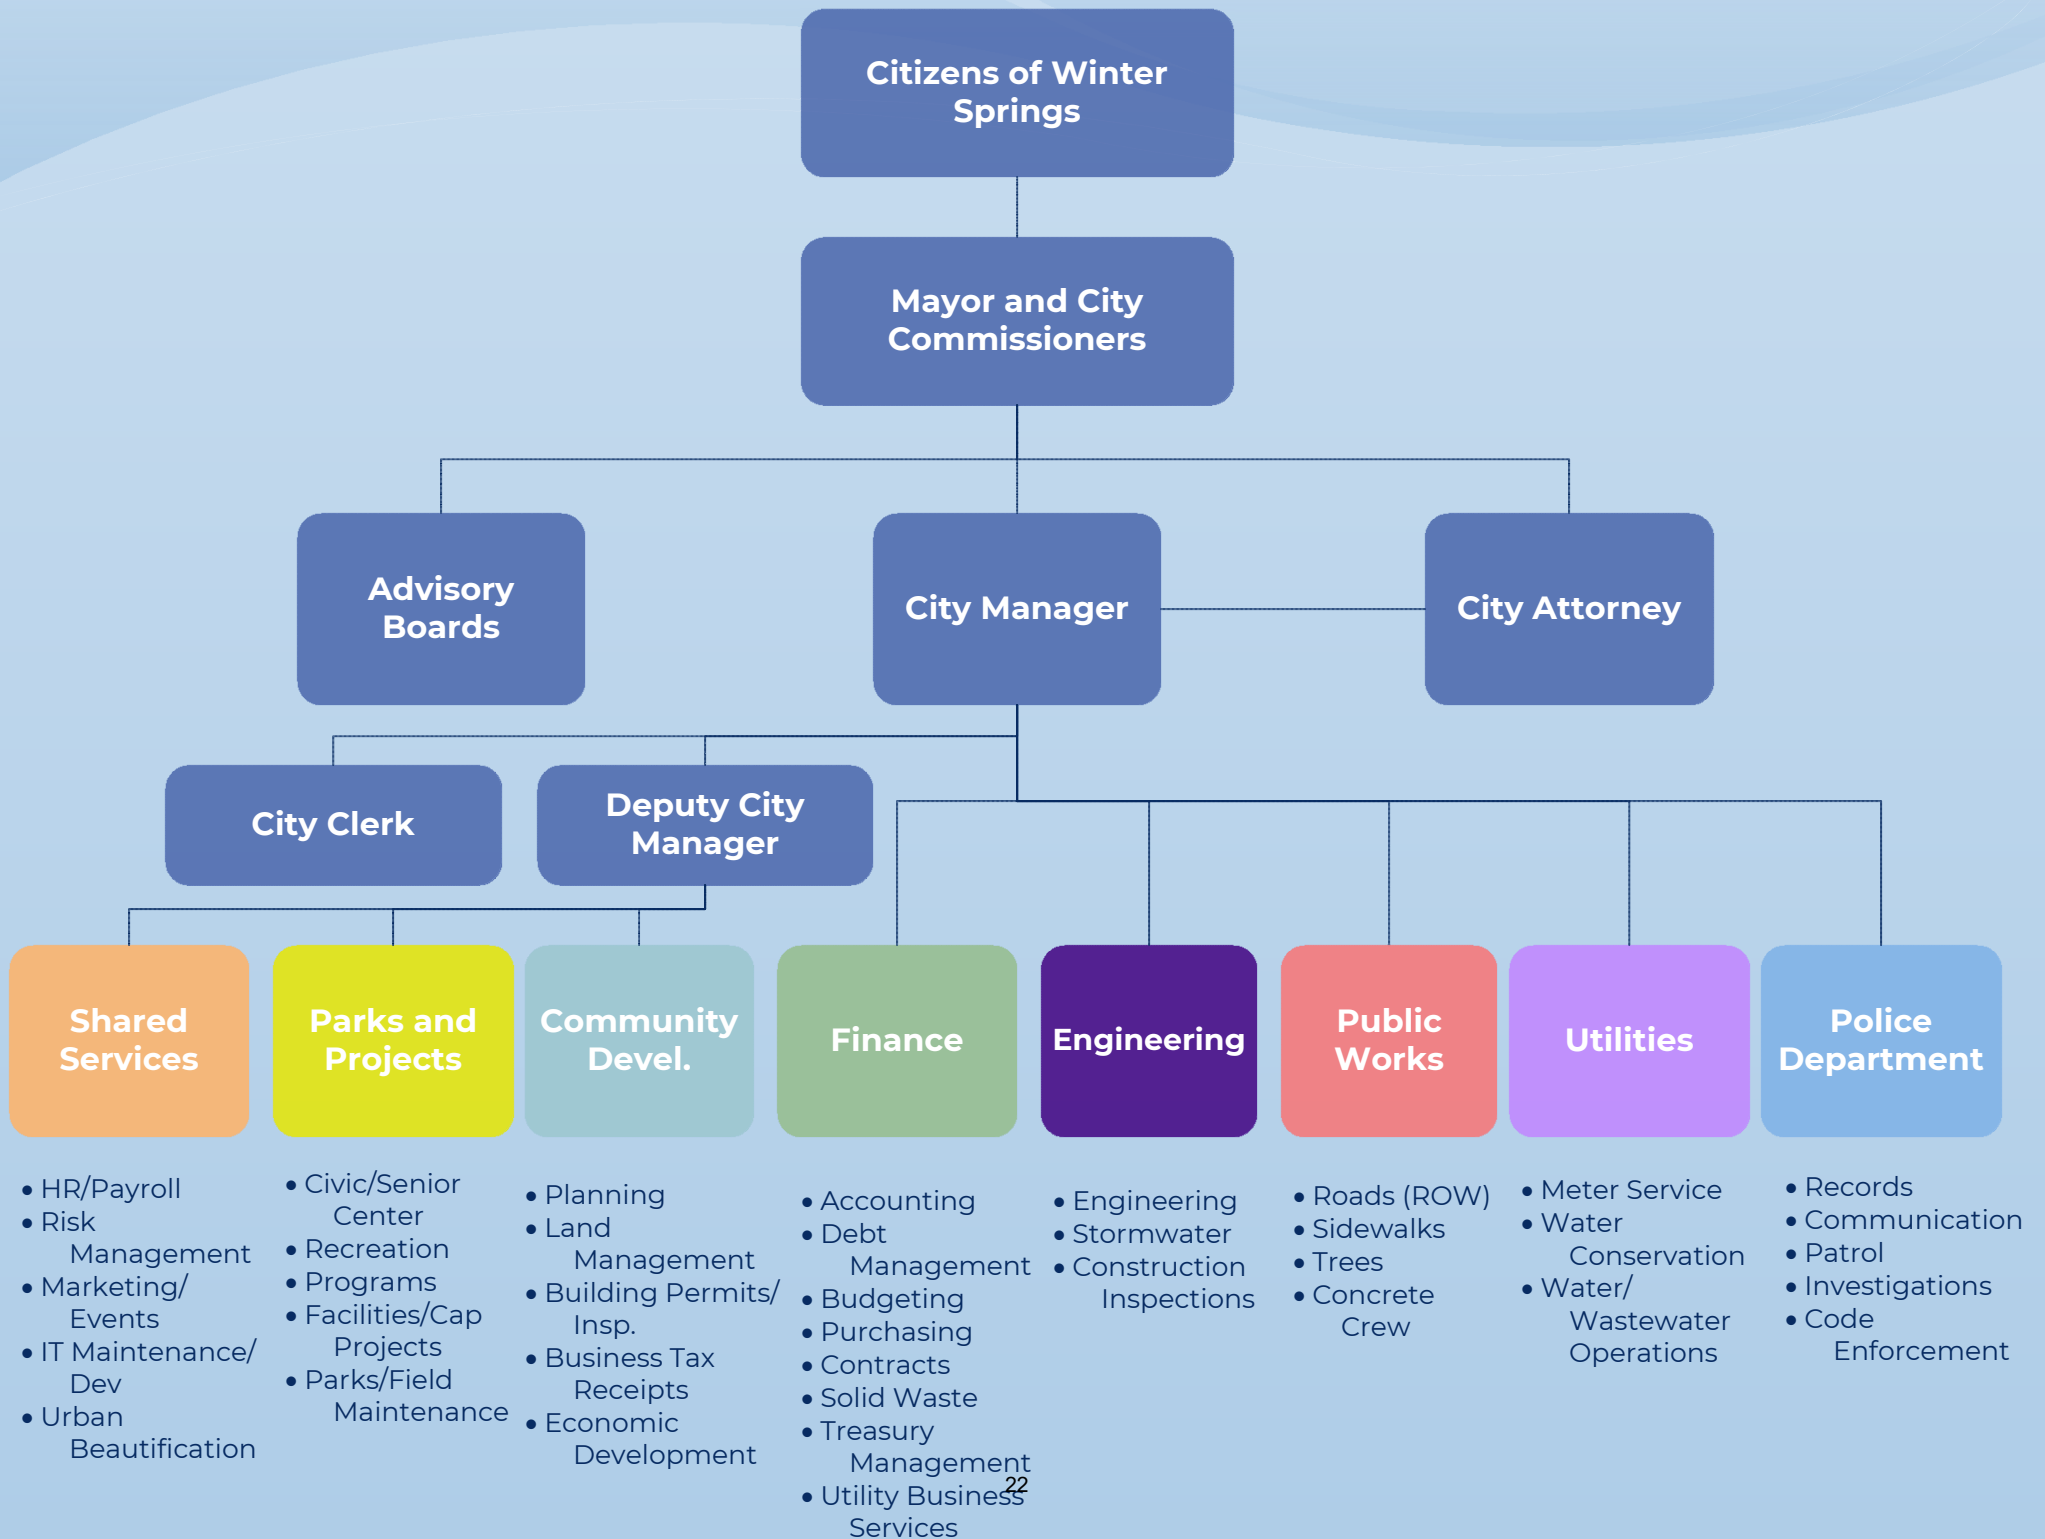 Citizens of Winter
Springs
Mayor and City
Commissioners
Advisory
Boards
City Manager
City Attorney
City Clerk
Deputy City
Manager
Shared
Services
Parks and
Projects
Community
Devel.
Finance
Engineering
Public
Works
Utilities
Police
Department
• HR/Payroll
• Risk
Management
• Marketing/
Events
• IT Maintenance/
Dev
• Urban
Beautification
• Civic/Senior
Center
• Recreation
• Programs
• Facilities/Cap
Projects
• Parks/Field
Maintenance
• Planning
• Land
Management
• Building Permits/
Insp.
• Business Tax
Receipts
• Economic
Development
• Accounting
• Debt
Management
• Budgeting
• Purchasing
• Contracts
• Solid Waste
• Treasury
Management
• Utility Business
Services
• Engineering
• Stormwater
• Construction
Inspections
• Roads (ROW)
• Sidewalks
• Trees
• Concrete
Crew
• Meter Service
• Water
Conservation
• Water/
Wastewater
Operations
• Records
• Communication
• Patrol
• Investigations
• Code
Enforcement
22